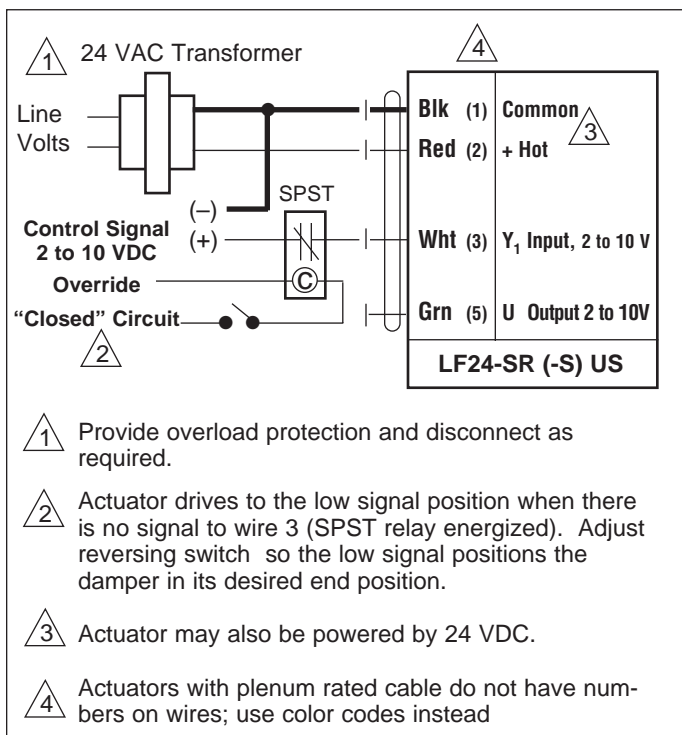 1 24 VAC Transformer
4
Line
Volts
Blk (1) Common
3
Red (2) + Hot
SPST
(–)
Control Signal
2 to 10 VDC
(+)
Wht (3) Y1 Input, 2 to 10 V
Override
C
“Closed” Circuit
2
Grn (5) U Output 2 to 10V
LF24-SR (-S) US
1 Provide overload protection and disconnect as
required.
2 Actuator drives to the low signal position when there
is no signal to wire 3 (SPST relay energized). Adjust
reversing switch so the low signal positions the
damper in its desired end position.
3 Actuator may also be powered by 24 VDC.
4 Actuators with plenum rated cable do not have num-
bers on wires; use color codes instead